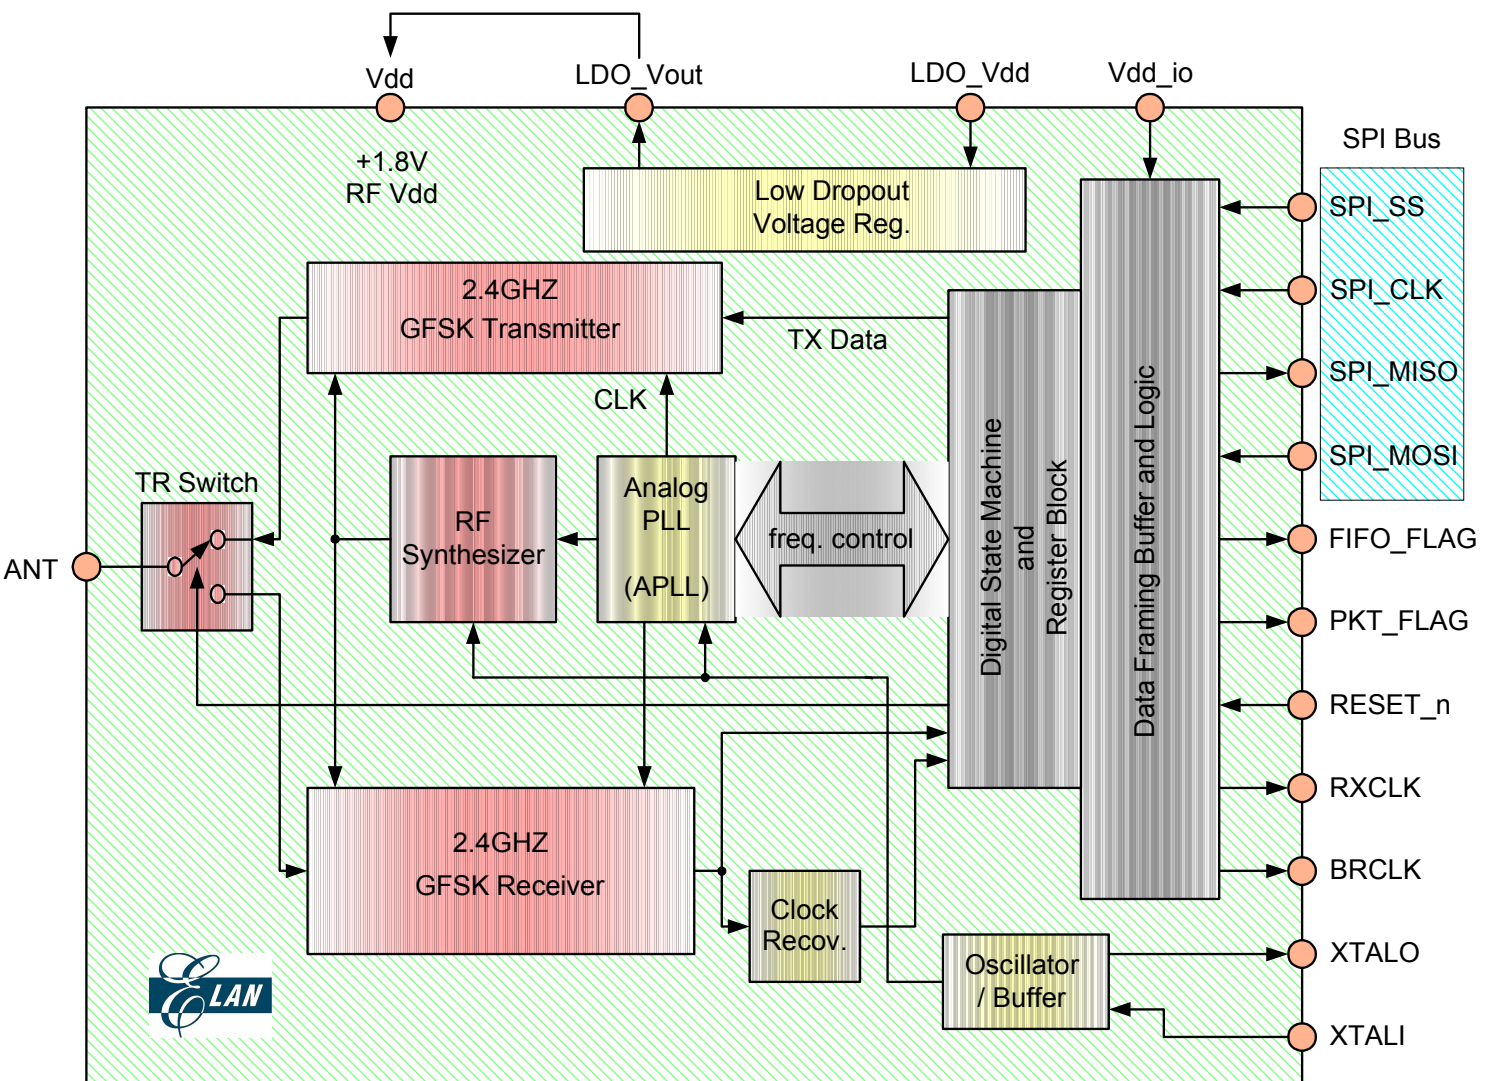 Vdd
LDO_Vout
LDO_Vdd
Vdd_io
+1.8V
RF Vdd
Low Dropout
Voltage Reg.
SPI Bus
SPI_SS
SPI_CLK
SPI_MISO
SPI_MOSI
FIFO_FLAG
PKT_FLAG
RESET_n
RXCLK
BRCLK
XTALO
XTALI
2.4GHZ
GFSK Transmitter
TX Data
CLK
TR Switch
ANT
RF
Synthesizer
Analog
PLL
(APLL)
freq. control
Digital State Machine
and
Register Block
Data Framing Buffer and Logic
2.4GHZ
GFSK Receiver
Clock
Recov.
Oscillator
/ Buffer
ELAN